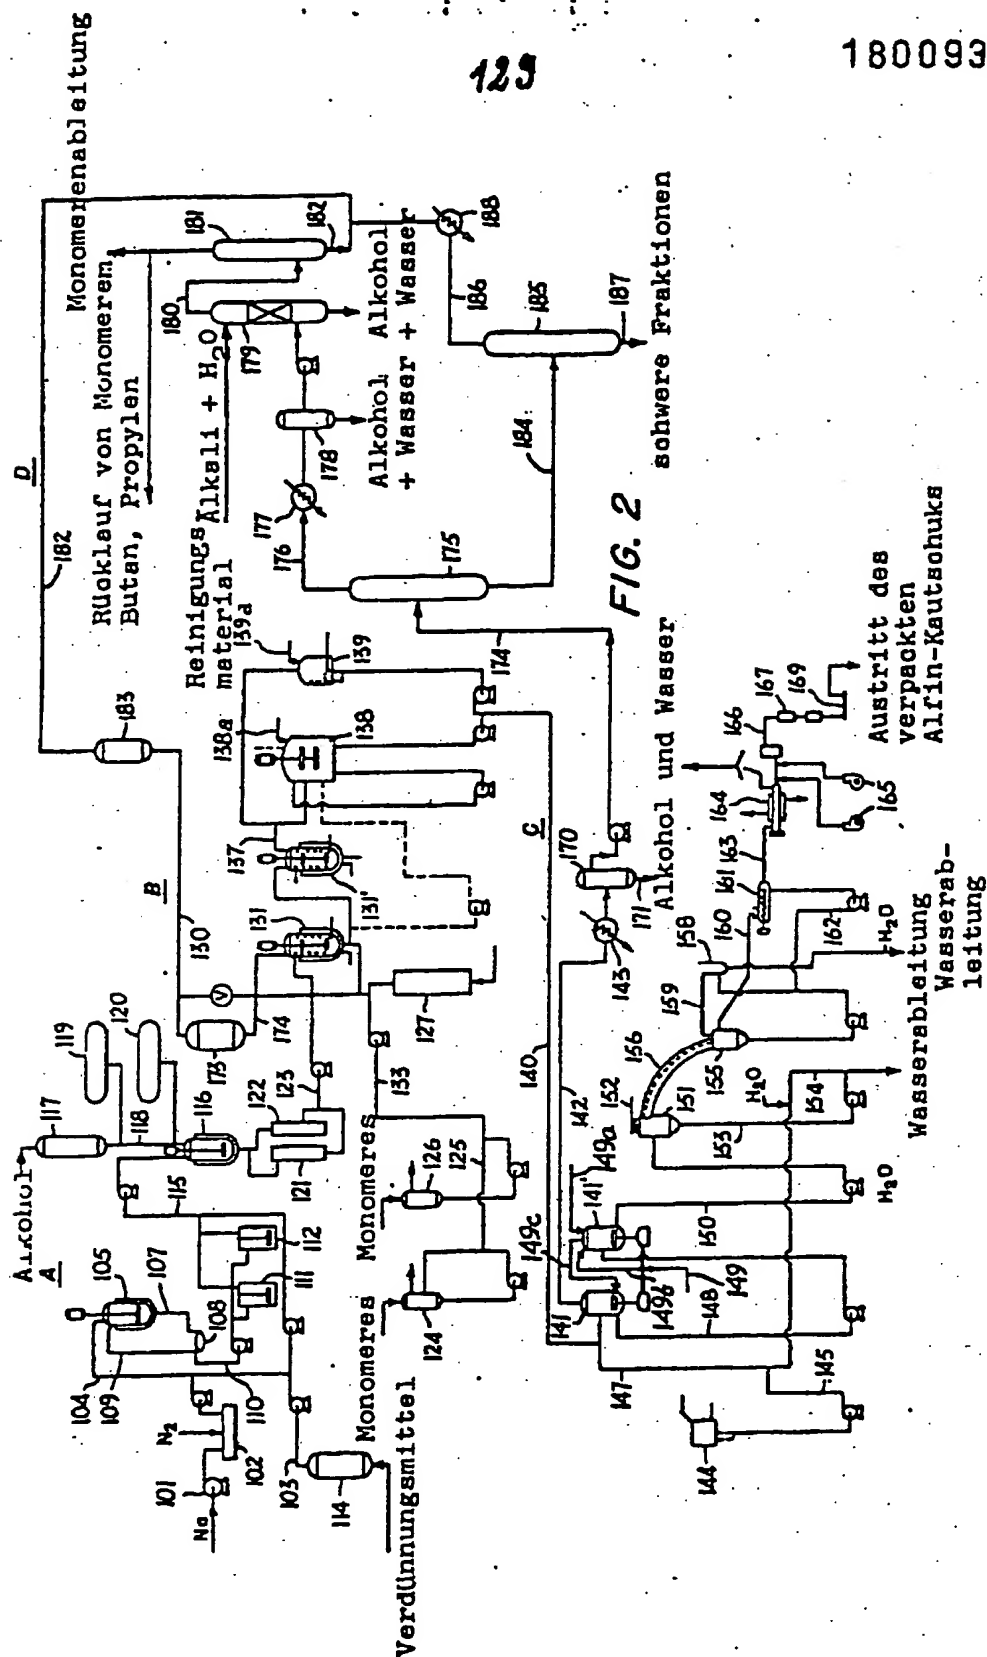 180093
129
A
Alkohol
117
118
119
120
116
115
105
104
107
109
108
110
111
112
121
122
123
N2
Na
101
102
103
114
Verdünnungsmittel
Monomeres
Monomeres
124
125
126
127
133
B
130
131
131'
137
173
174
183
182
D
138a
138
139a
139
Reinigungs-
material
Rücklauf von Monomeren,
Butan, Propylen
Monomerenableitung
Alkali + H2O
180
181
182
179
178
177
176
175
Alkohol
+ Wasser
Alkohol
+ Wasser
186
188
185
184
187
schwere Fraktionen
FIG. 2
174
C
140
142
143
170
171
Alkohol und Wasser
141
141'
149a
149c
149b
149
148
147
145
144
150
H2O
151
152
153
154
H2O
155
156
158
159
160
161
162
163
164
165
166
167
169
H2O
Wasserableitung
Wasserab-
leitung
Austritt des
verpackten
Alfin-Kautschuks